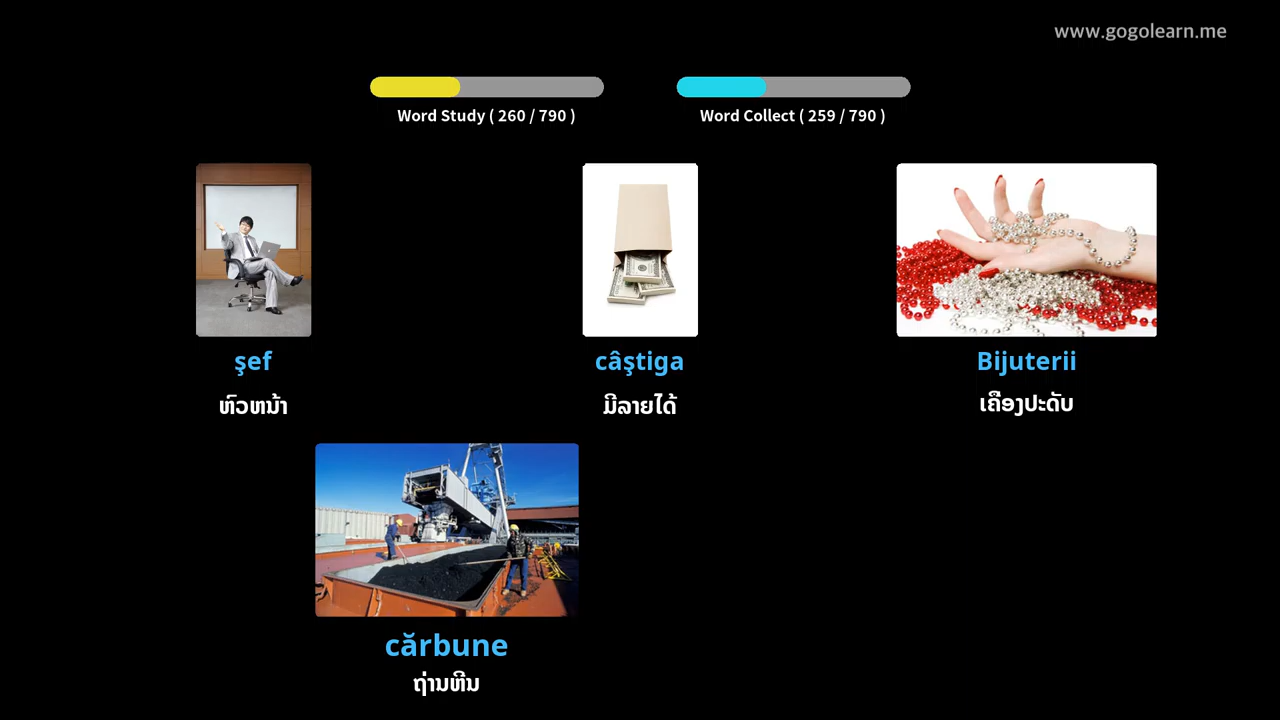 www.gogolearn.me
Word Study ( 260 / 790 )
Word Collect ( 259 / 790 )
şef
câştiga
Bijuterii
ຫົວຫນ້າ
ມີລາຍໄດ້
ເຄືອງປະດັບ
cărbune
ຖ່ານຫີນ